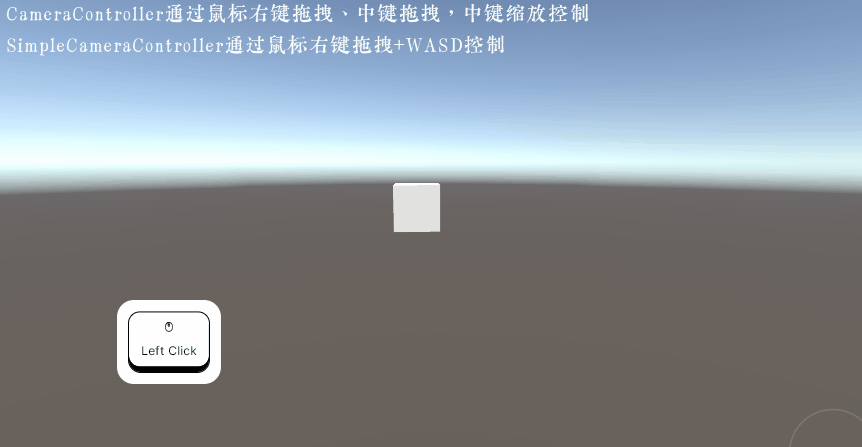 CameraController通过鼠标右键拖拽、中键拖拽，中键缩放控制
SimpleCameraController通过鼠标右键拖拽+WASD控制
Left Click